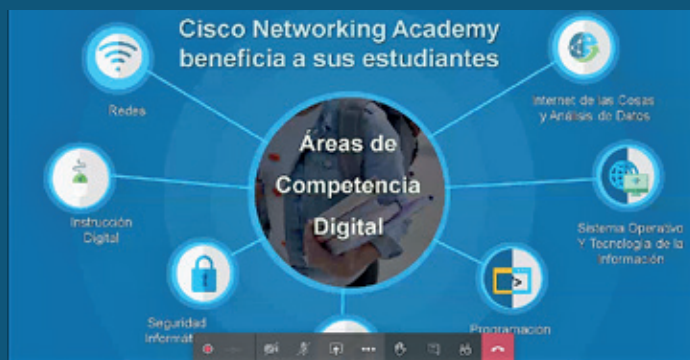 Cisco Networking Academy
beneficia a sus estudiantes
Redes
Internet de las Cosas
y Análisis de Datos
Áreas de
Competencia
Digital
Instrucción
Digital
Sistema Operativo
Y Tecnología de la
Información
Seguridad
Programacion